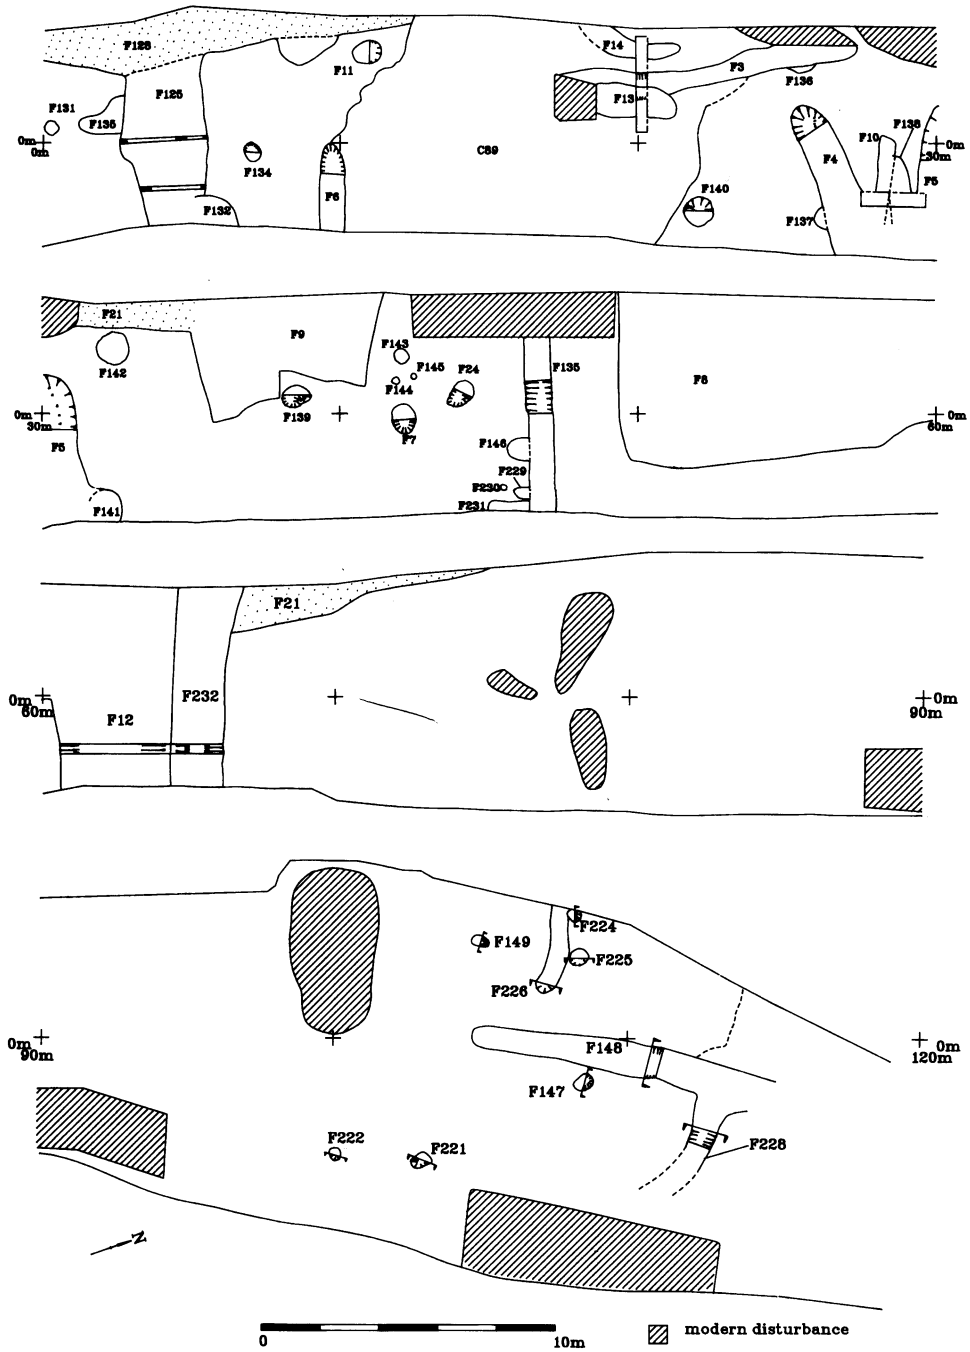 F128
F11
F14
F3
F136
F125
F131
F135
F13
F10
F138
0m
0m
F134
C89
F4
0m
30m
F6
F132
F140
F137
F5
F21
F9
F142
F143
F145
F144
F24
F135
F8
F139
F7
0m
30m
0m
60m
F5
F146
F229
F230
F231
F141
F21
F232
F12
0m
60m
0m
90m
F149
F224
F225
F226
0m
90m
F148
0m
120m
F147
F222
F221
F228
N
0
10m
modern disturbance